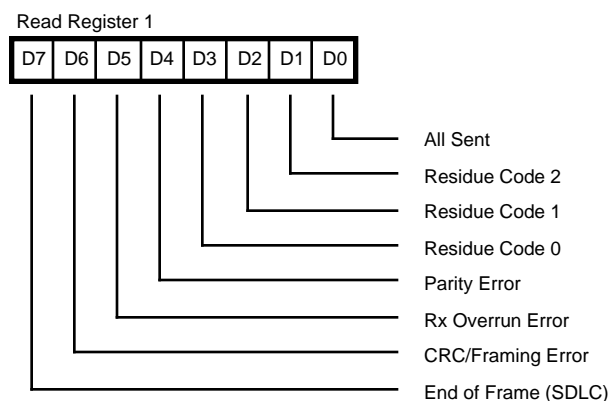 Read Register 1
D7 D6 D5 D4 D3 D2 D1 D0
All Sent
Residue Code 2
Residue Code 1
Residue Code 0
Parity Error
Rx Overrun Error
CRC/Framing Error
End of Frame (SDLC)